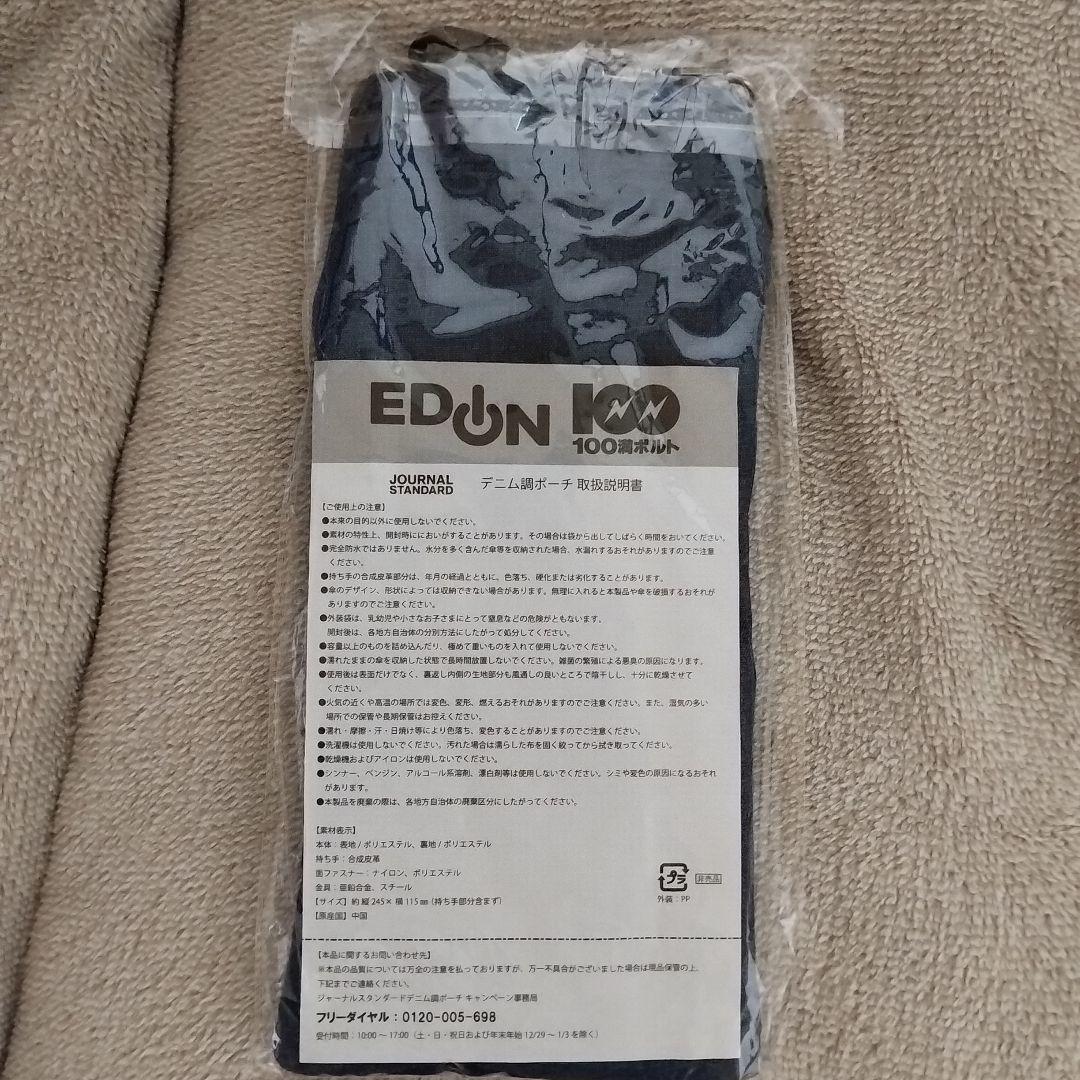 EDION 100
100満ボルト
JOURNAL STANDARD デニム調ポーチ 取扱説明書
【ご使用上の注意】
●本来の目的以外に使用しないでください。
●素材の特性上、開封時ににおいがすることがあります。その場合は袋から出してしばらく時間をおいてください。
●完全防水ではありません。水分を多く含んだ傘等を収納された場合、水漏れするおそれがありますのでご注意
ください。
●持ち手の合成皮革部分は、年月の経過とともに、色落ち、硬化または劣化することがあります。
●傘のデザイン、形状によっては収納できない場合があります。無理に入れると本製品や傘を破損するおそれが
ありますのでご注意ください。
●外装袋は、乳幼児や小さなお子さまにとって窒息などの危険がともないます。
開封後は、各地方自治体の分別方法にしたがって処分してください。
●容量以上のものを詰め込んだり、極めて重いものを入れて使用しないでください。
●濡れたままの傘を収納した状態で長時間放置しないでください。雑菌の繁殖による悪臭の原因になります。
●使用後は表面だけでなく、裏返し内側の生地部分も風通しの良いところで陰干しし、十分に乾燥させて
ください。
●火気の近くや高温の場所では変色、変形、燃えるおそれがありますのでご注意ください。また、湿気の多い
場所での保管や長期保管はお控えください。
●濡れ・摩擦・汗・日焼け等により色落ち、変色することがありますのでご注意ください。
●洗濯機は使用しないでください。汚れた場合は濡らした布を固く絞ってから拭き取ってください。
●乾燥機およびアイロンは使用しないでください。
●シンナー、ベンジン、アルコール系溶剤、漂白剤等は使用しないでください。シミや変色の原因になるおそれ
があります。
●本製品を廃棄の際は、各地方自治体の廃棄区分にしたがってください。
【素材表示】
本体：表地/ポリエステル、裏地/ポリエステル
持ち手：合成皮革
面ファスナー：ナイロン、ポリエステル
金具：亜鉛合金、スチール
【サイズ】約 縦245×横115㎜(持ち手部分含まず)
【原産国】中国
プラ 非売品
外装：PP
【本品に関するお問い合わせ先】
※本品の品質については万全の注意を払っておりますが、万一不具合がございました場合は現品保管の上、
下記までご連絡ください。
ジャーナルスタンダードデニム調ポーチ キャンペーン事務局
フリーダイヤル：0120-005-698
受付時間：10:00～17:00（土・日・祝日および年末年始 12/29～1/3を除く）